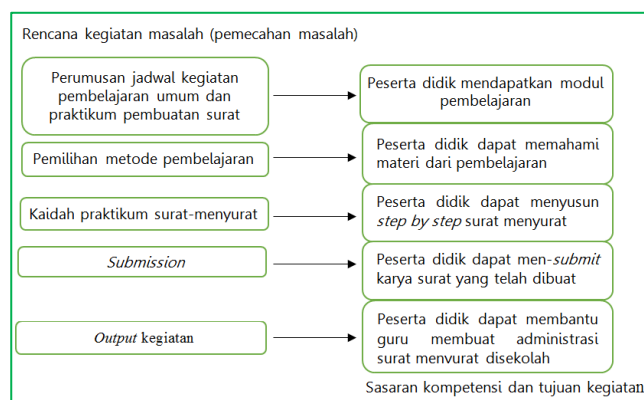 Rencana kegiatan masalah (pemecahan masalah)
Perumusan jadwal kegiatan
pembelajaran umum dan
praktikum pembuatan surat
Peserta didik mendapatkan modul
pembelajaran
Pemilihan metode pembelajaran
Peserta didik dapat memahami
materi dari pembelajaran
Kaidah praktikum surat-menyurat
Peserta didik dapat menyusun
step by step surat menyurat
Submission
Peserta didik dapat men-submit
karya surat yang telah dibuat
Output kegiatan
Peserta didik dapat membantu
guru membuat administrasi
surat menyurat disekolah
Sasaran kompetensi dan tujuan kegiatan